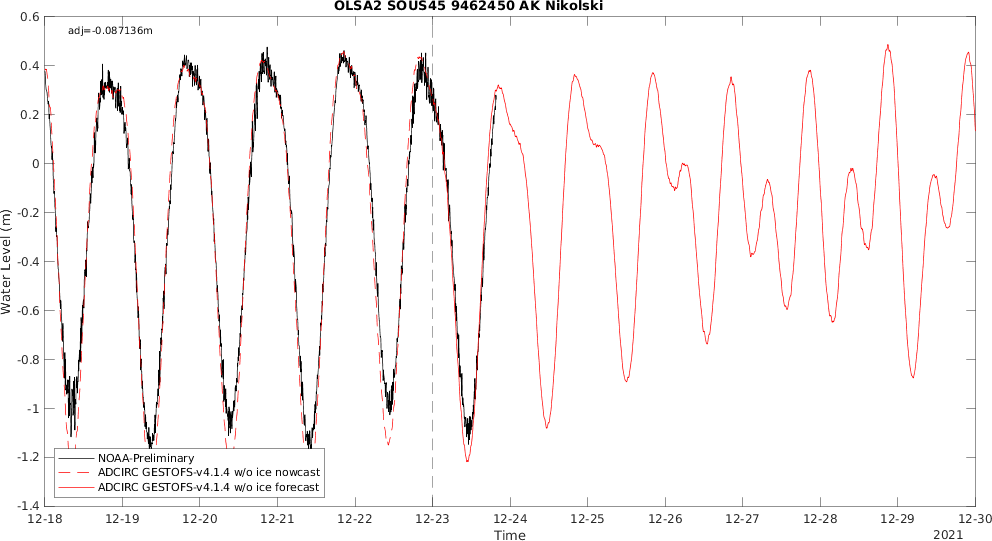 OLSA2 SOUS45 9462450 AK Nikolski
adj=-0.087136m
0.6
0.4
0.2
0
-0.2
-0.4
-0.6
-0.8
-1
-1.2
-1.4
Water Level (m)
NOAA-Preliminary
ADCIRC GESTOFS-v4.1.4 w/o ice nowcast
ADCIRC GESTOFS-v4.1.4 w/o ice forecast
12-18 12-19 12-20 12-21 12-22 12-23 12-24 12-25 12-26 12-27 12-28 12-29 12-30
Time
2021